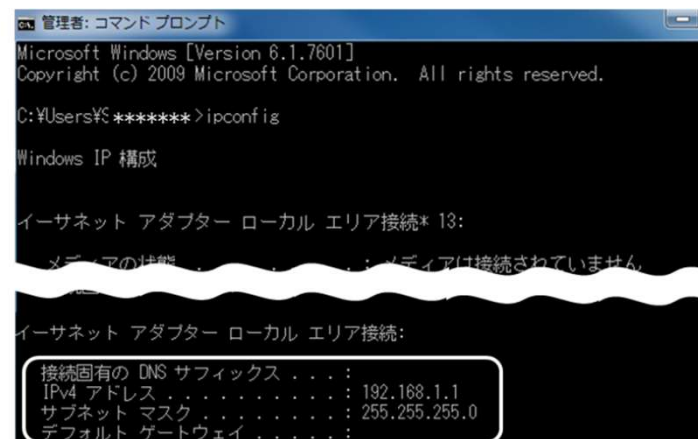 管理者: コマンド プロンプト
Microsoft Windows [Version 6.1.7601]
Copyright (c) 2009 Microsoft Corporation. All rights reserved.
C:¥Users¥S*******>ipconfig
Windows IP 構成
イーサネット アダプター ローカル エリア接続* 13:
メディアの状態 . . . . . . . . . . . . : メディアは接続されていません
イーサネット アダプター ローカル エリア接続:
接続固有の DNS サフィックス . . . . :
IPv4 アドレス . . . . . . . . . . . : 192.168.1.1
サブネット マスク . . . . . . . . . : 255.255.255.0
デフォルト ゲートウェイ . . . . . . :